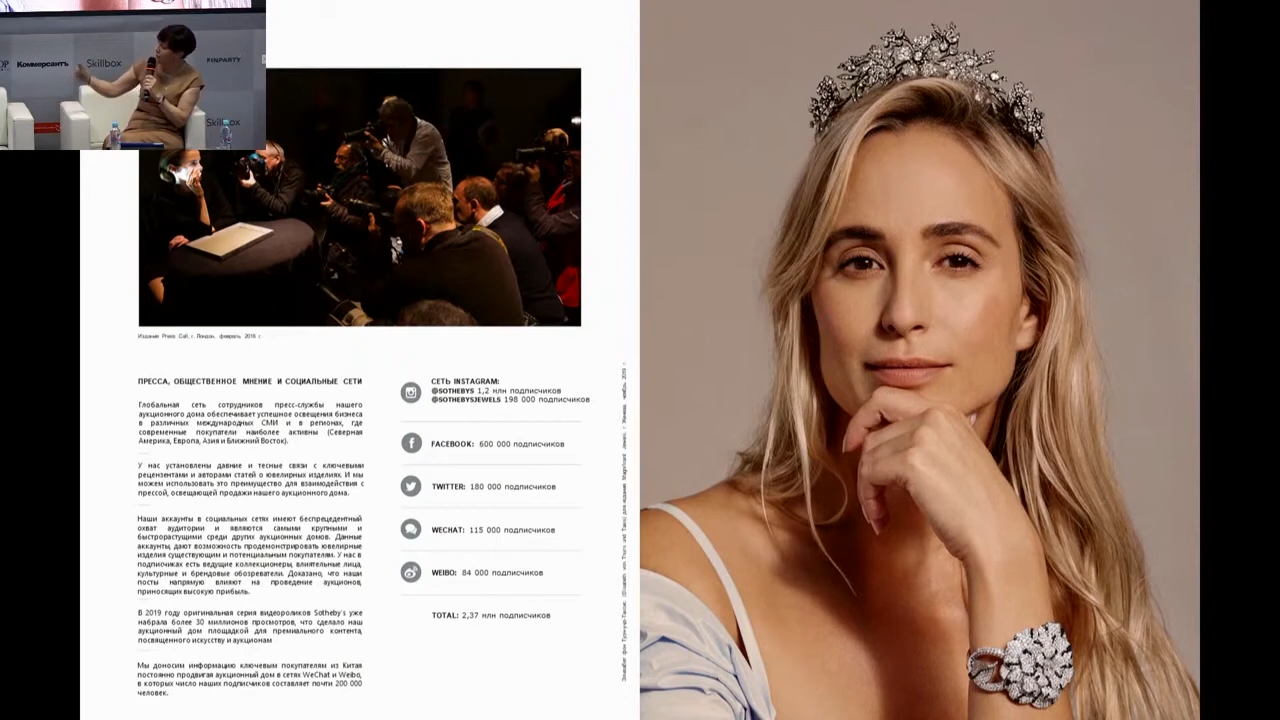 Коммерсантъ
Skillbox
FINPARTY
Skillbox
Издание Press Call, г. Лондон, февраль 2018 г.
ПРЕССА, ОБЩЕСТВЕННОЕ МНЕНИЕ И СОЦИАЛЬНЫЕ СЕТИ
Глобальная сеть сотрудников пресс-службы нашего
аукционного дома обеспечивает успешное освещения бизнеса
в различных международных СМИ и в регионах, где
современные покупатели наиболее активны (Северная
Америка, Европа, Азия и Ближний Восток).
У нас установлены давние и тесные связи с ключевыми
рецензентами и авторами статей о ювелирных изделиях. И мы
можем использовать это преимущество для взаимодействия с
прессой, освещающей продажи нашего аукционного дома.
Наши аккаунты в социальных сетях имеют беспрецедентный
охват аудитории и являются самыми крупными и
быстрорастущими среди других аукционных домов. Данные
аккаунты, дают возможность продемонстрировать ювелирные
изделия существующим и потенциальным покупателям. У нас в
подписчиках есть ведущие коллекционеры, влиятельные лица,
культурные и брендовые обозреватели. Доказано, что наши
посты напрямую влияют на проведение аукционов,
приносящих высокую прибыль.
В 2019 году оригинальная серия видеороликов Sotheby's уже
набрала более 30 миллионов просмотров, что сделало наш
аукционный дом площадкой для премиального контента,
посвященного искусству и аукционам
Мы доносим информацию ключевым покупателям из Китая
постоянно продвигая аукционный дом в сетях WeChat и Weibo,
в которых число наших подписчиков составляет почти 200 000
человек.
СЕТЬ INSTAGRAM:
@SOTHEBYS 1,2 млн подписчиков
@SOTHEBYSJEWELS 198 000 подписчиков
FACEBOOK: 600 000 подписчиков
TWITTER: 180 000 подписчиков
WECHAT: 115 000 подписчиков
WEIBO: 84 000 подписчиков
TOTAL: 2,37 млн подписчиков